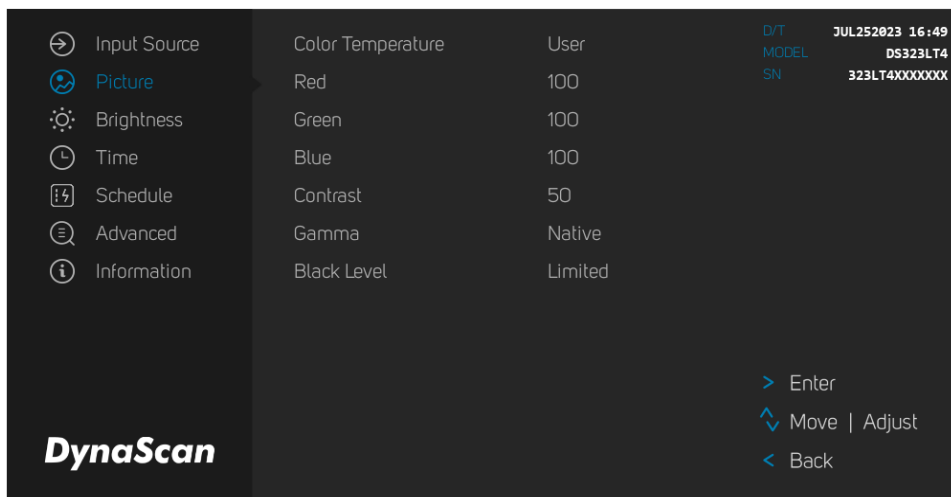 Input Source
Picture
Brightness
Time
Schedule
Advanced
Information
DynaScan
Color Temperature User
Red 100
Green 100
Blue 100
Contrast 50
Gamma Native
Black Level Limited
D/T JUL252023 16:49
MODEL DS323LT4
SN 323LT4XXXXXXX
> Enter
Move | Adjust
< Back